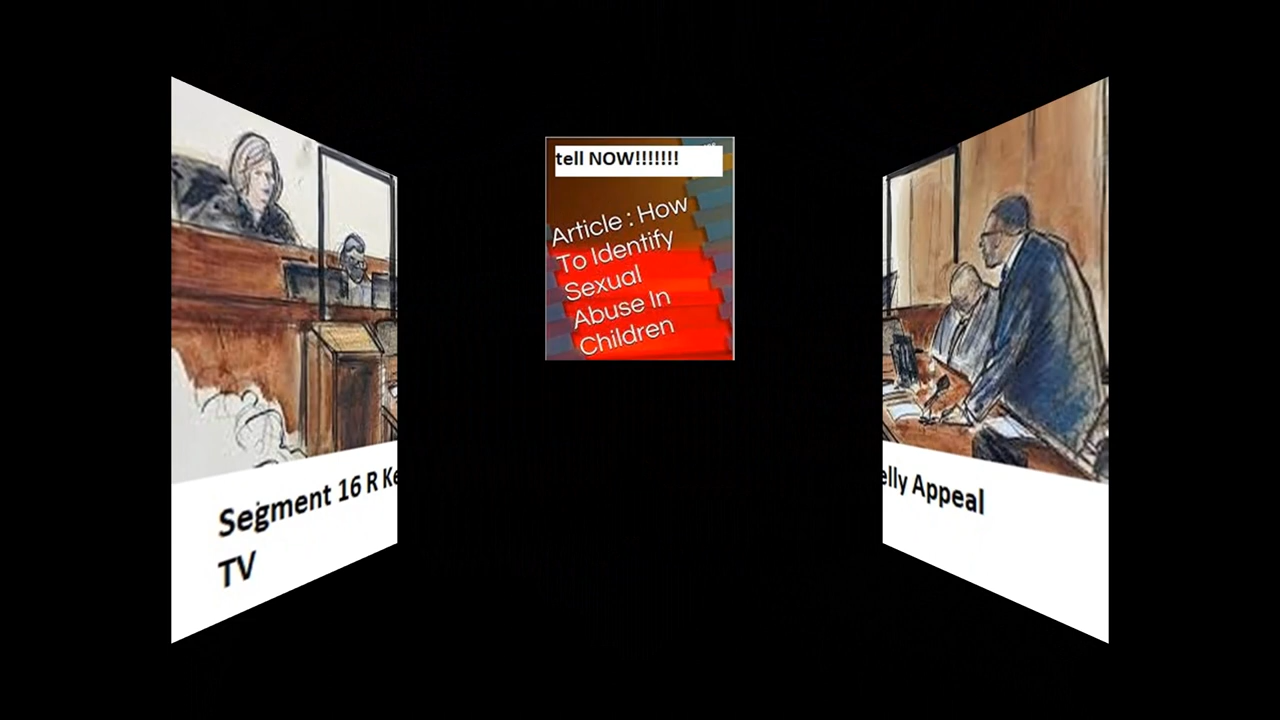 tell NOW!!!!!!!
Article : How
To Identify
Sexual
Abuse In
Children
Segment 16 R Ke
TV
elly Appeal